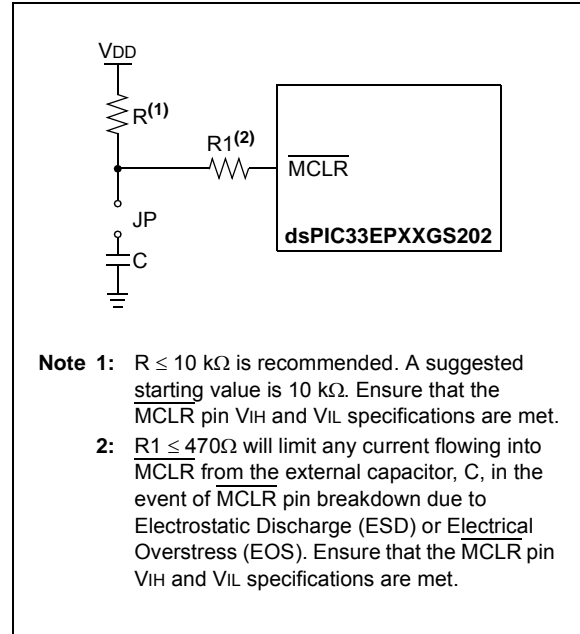 VDD
R(1)
R1(2)
MCLR
JP
dsPIC33EPXXGS202
C
Note 1: R ≤ 10 kΩ is recommended. A suggested
starting value is 10 kΩ. Ensure that the
MCLR pin VIH and VIL specifications are met.
2: R1 ≤ 470Ω will limit any current flowing into
MCLR from the external capacitor, C, in the
event of MCLR pin breakdown due to
Electrostatic Discharge (ESD) or Electrical
Overstress (EOS). Ensure that the MCLR pin
VIH and VIL specifications are met.